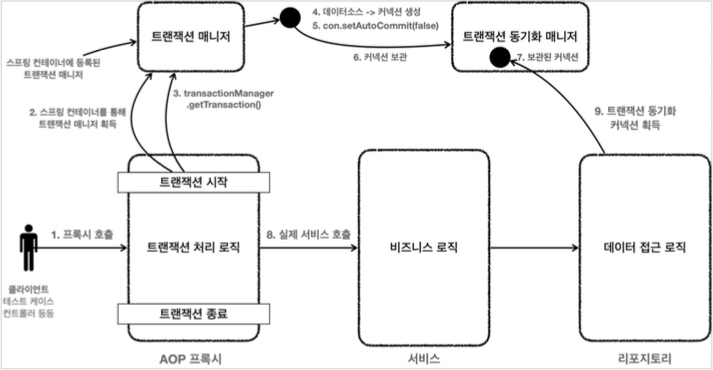 트랜잭션 매니저
4. 데이터소스 -> 커넥션 생성
5. con.setAutoCommit(false)
트랜잭션 동기화 매니저
6. 커넥션 보관
7. 보관된 커넥션
스프링 컨테이너에 등록된
트랜잭션 매니저
2. 스프링 컨테이너를 통해
트랜잭션 매니저 획득
3. transactionManager
.getTransaction()
9. 트랜잭션 동기화
커넥션 획득
트랜잭션 시작
1. 프록시 호출
트랜잭션 처리 로직
8. 실제 서비스 호출
비즈니스 로직
데이터 접근 로직
클라이언트
테스트 케이스
컨트롤러 등등
트랜잭션 종료
AOP 프록시
서비스
리포지토리